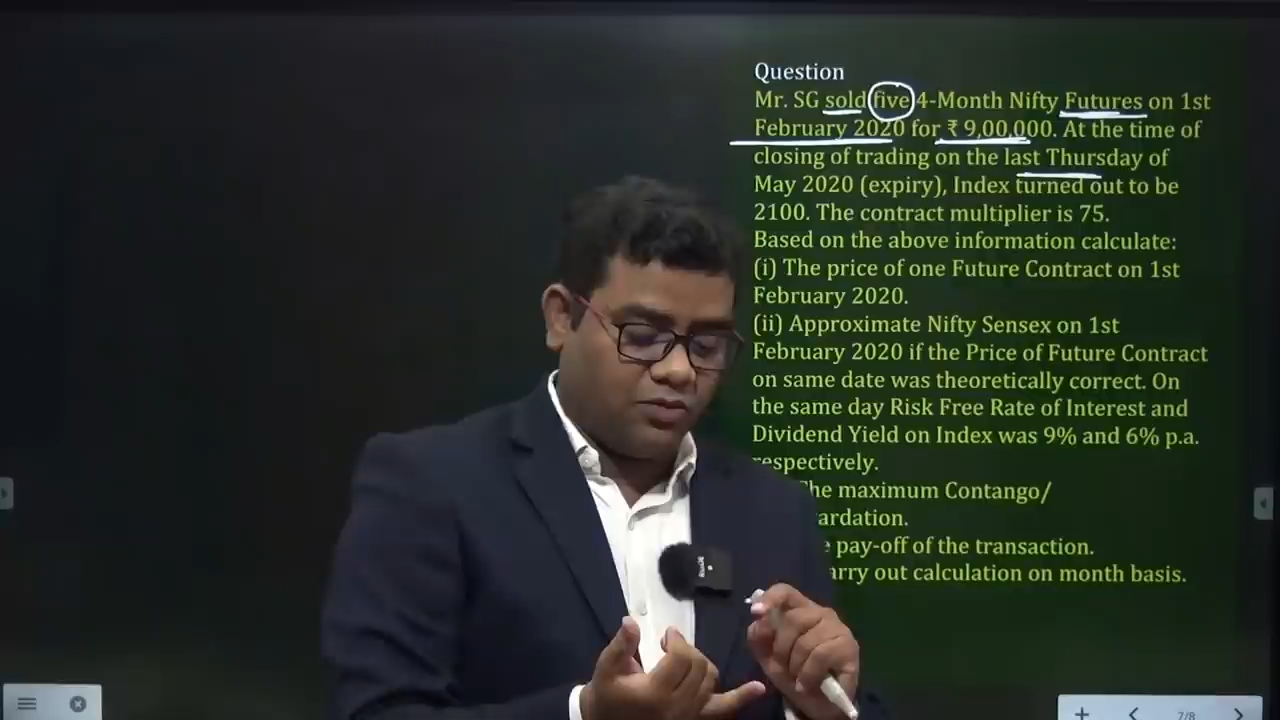 Question
Mr. SG sold five 4-Month Nifty Futures on 1st
February 2020 for ₹ 9,00,000. At the time of
closing of trading on the last Thursday of
May 2020 (expiry), Index turned out to be
2100. The contract multiplier is 75.
Based on the above information calculate:
(i) The price of one Future Contract on 1st
February 2020.
(ii) Approximate Nifty Sensex on 1st
February 2020 if the Price of Future Contract
on same date was theoretically correct. On
the same day Risk Free Rate of Interest and
Dividend Yield on Index was 9% and 6% p.a.
respectively.
maximum Contango/
pay-off of the transaction.
out calculation on month basis.
7/8